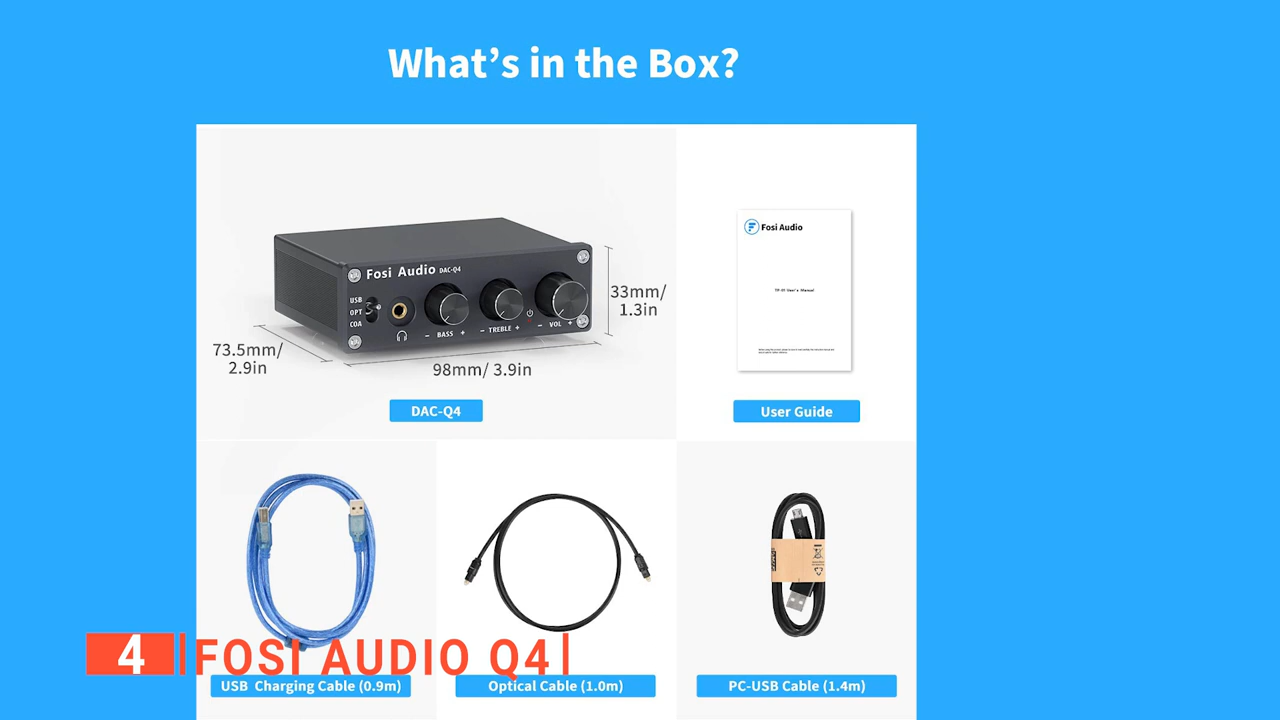 What's in the Box?
Fosi Audio DAC-Q4
USB
OPT
COA
- BASS +
- TREBLE +
- VOL +
33mm/
1.3in
73.5mm/
2.9in
98mm/ 3.9in
DAC-Q4
Fosi Audio
User Guide
4
FOSI AUDIO Q4
USB Charging Cable (0.9m)
Optical Cable (1.0m)
PC-USB Cable (1.4m)